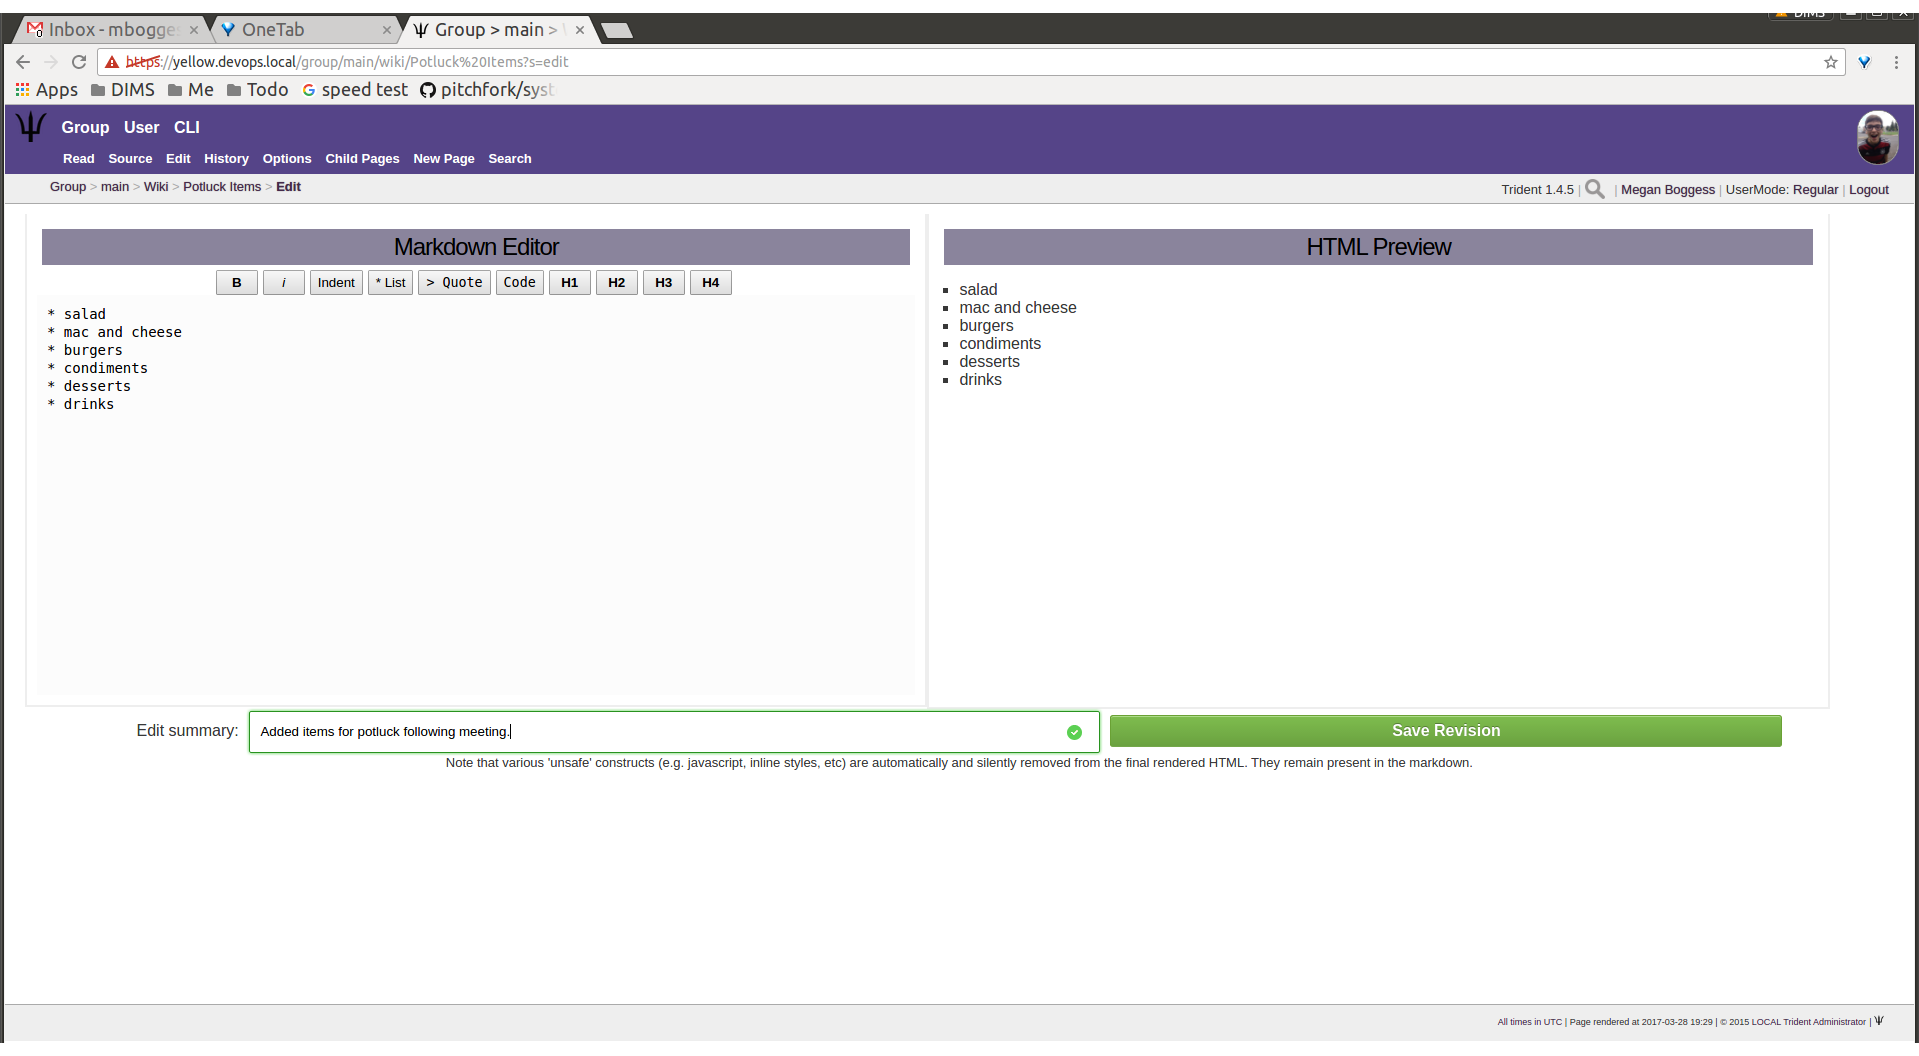 DIMS
Inbox - mbogge
OneTab
Group > main >
https://yellow.devops.local/group/main/wiki/Potluck%20Items?s=edit
Apps DIMS Me Todo speed test pitchfork/syst
Group User CLI
Read Source Edit History Options Child Pages New Page Search
Group > main > Wiki > Potluck Items > Edit
Trident 1.4.5 | | Megan Boggess | UserMode: Regular | Logout
Markdown Editor
B i Indent * List > Quote Code H1 H2 H3 H4
* salad
* mac and cheese
* burgers
* condiments
* desserts
* drinks
HTML Preview
▪ salad
▪ mac and cheese
▪ burgers
▪ condiments
▪ desserts
▪ drinks
Edit summary: Added items for potluck following meeting. Save Revision
Note that various 'unsafe' constructs (e.g. javascript, inline styles, etc) are automatically and silently removed from the final rendered HTML. They remain present in the markdown.
All times in UTC | Page rendered at 2017-03-28 19:29 | © 2015 LOCAL Trident Administrator |